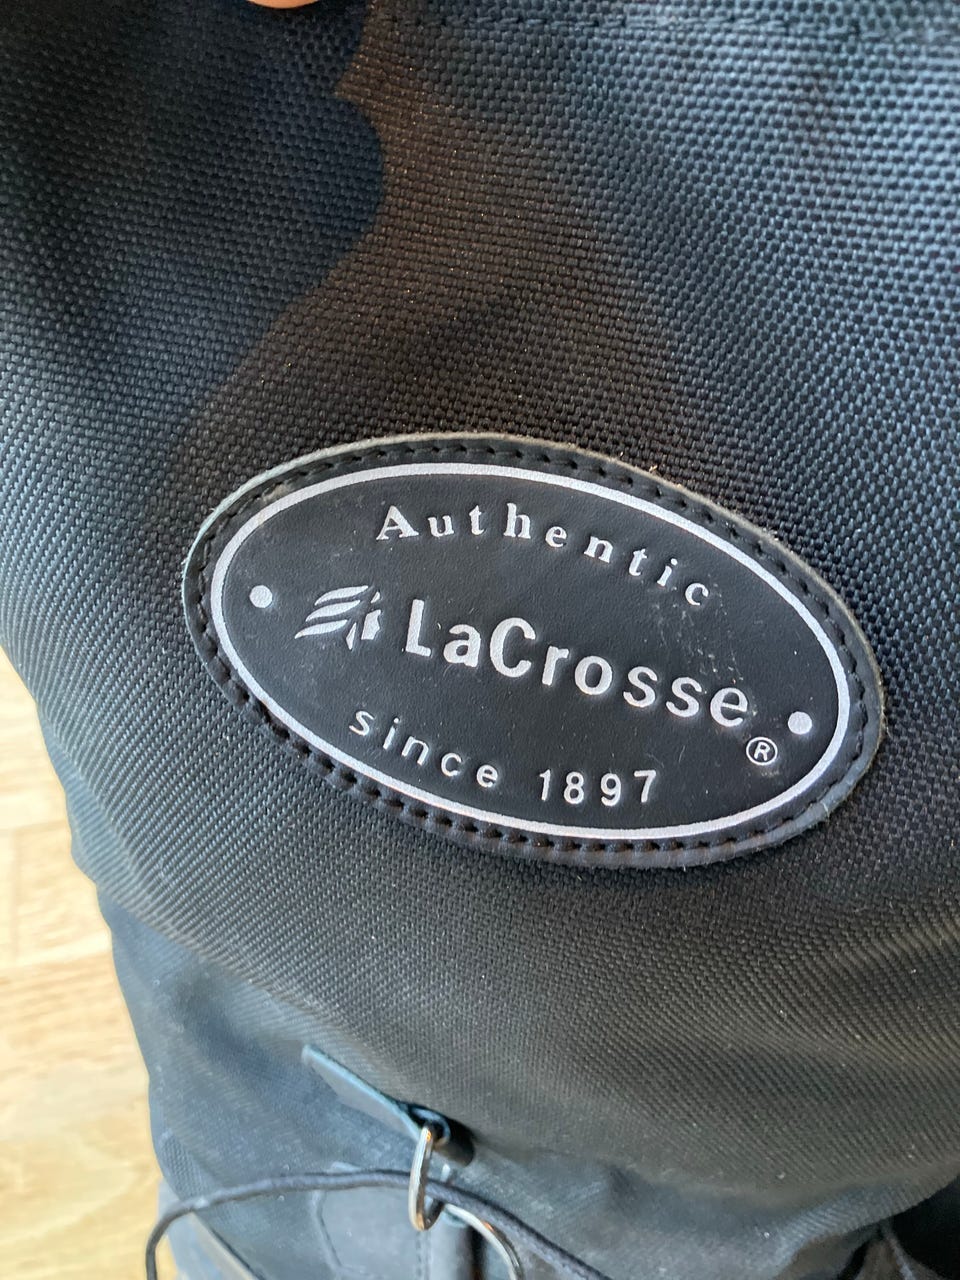 Authentic
LaCrosse®
since 1897